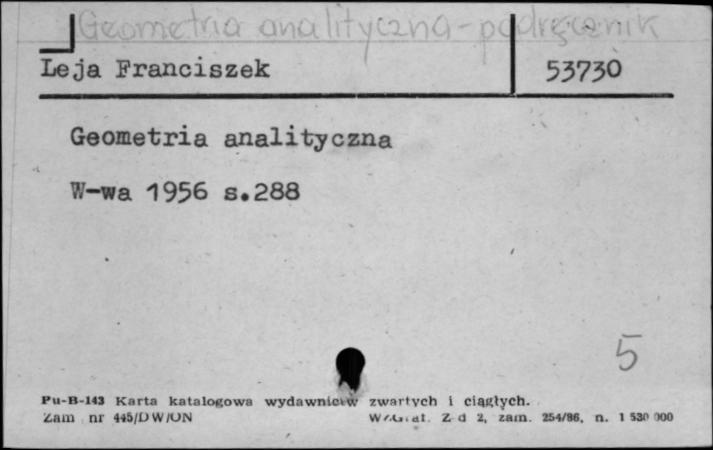 Geometria analityczna - podręcznik
Leja Franciszek 53730
Geometria analityczna
W-wa 1956 s.288
5
Pu-B-143 Karta katalogowa wydawnictw zwartych i ciągłych.
Zam nr 445/DW/ON Z-d 2, zam. 254/86, n. 1 530 000